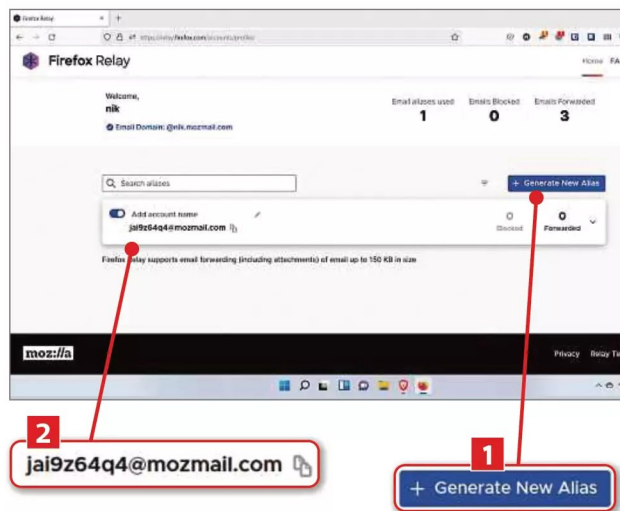 Firefox Relay
Firefox Relay
Home FA
Welcome,
nik
Email Domain: @nik.mozmail.com
Email aliases used
1
Emails Blocked
0
Emails Forwarded
3
Search aliases
+ Generate New Alias
Add account name
jai9z64q4@mozmail.com
0
Blocked
0
Forwarded
Firefox Relay supports email forwarding (including attachments) of email up to 150 KB in size
moz://a
Privacy Relay Te
2
jai9z64q4@mozmail.com
1
+ Generate New Alias